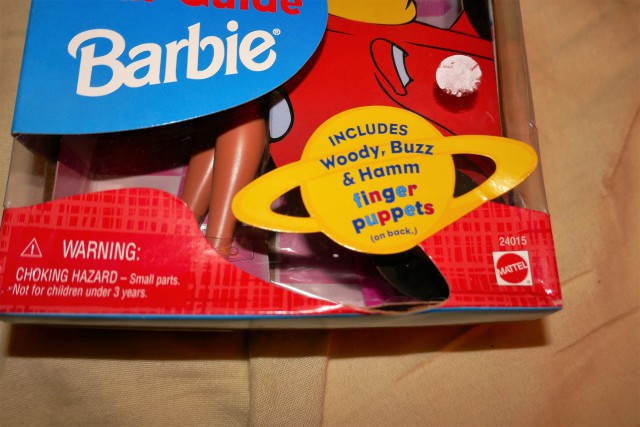 Guide
Barbie®
INCLUDES
Woody, Buzz
& Hamm
finger
puppets
(on back.)
24015
MATTEL
WARNING:
CHOKING HAZARD – Small parts.
Not for children under 3 years.